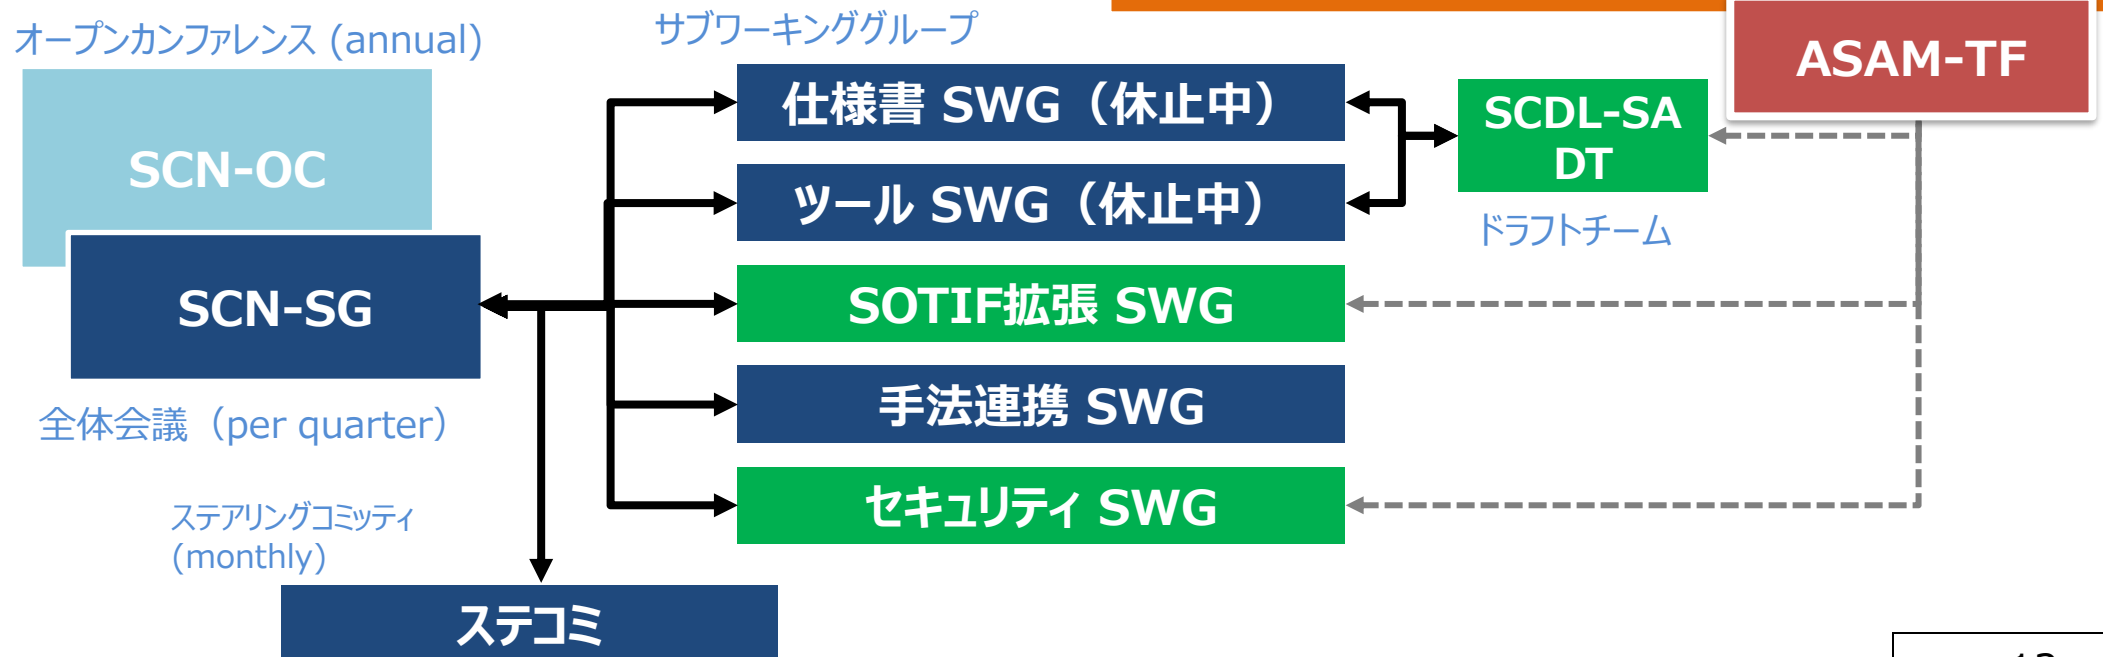 オープンカンファレンス (annual)
サブワーキンググループ
ASAM-TF
SCN-OC
仕様書 SWG（休止中）
SCDL-SA
DT
ツール SWG（休止中）
ドラフトチーム
SCN-SG
SOTIF拡張 SWG
全体会議（per quarter）
手法連携 SWG
セキュリティ SWG
ステアリングコミッティ
(monthly)
ステコミ